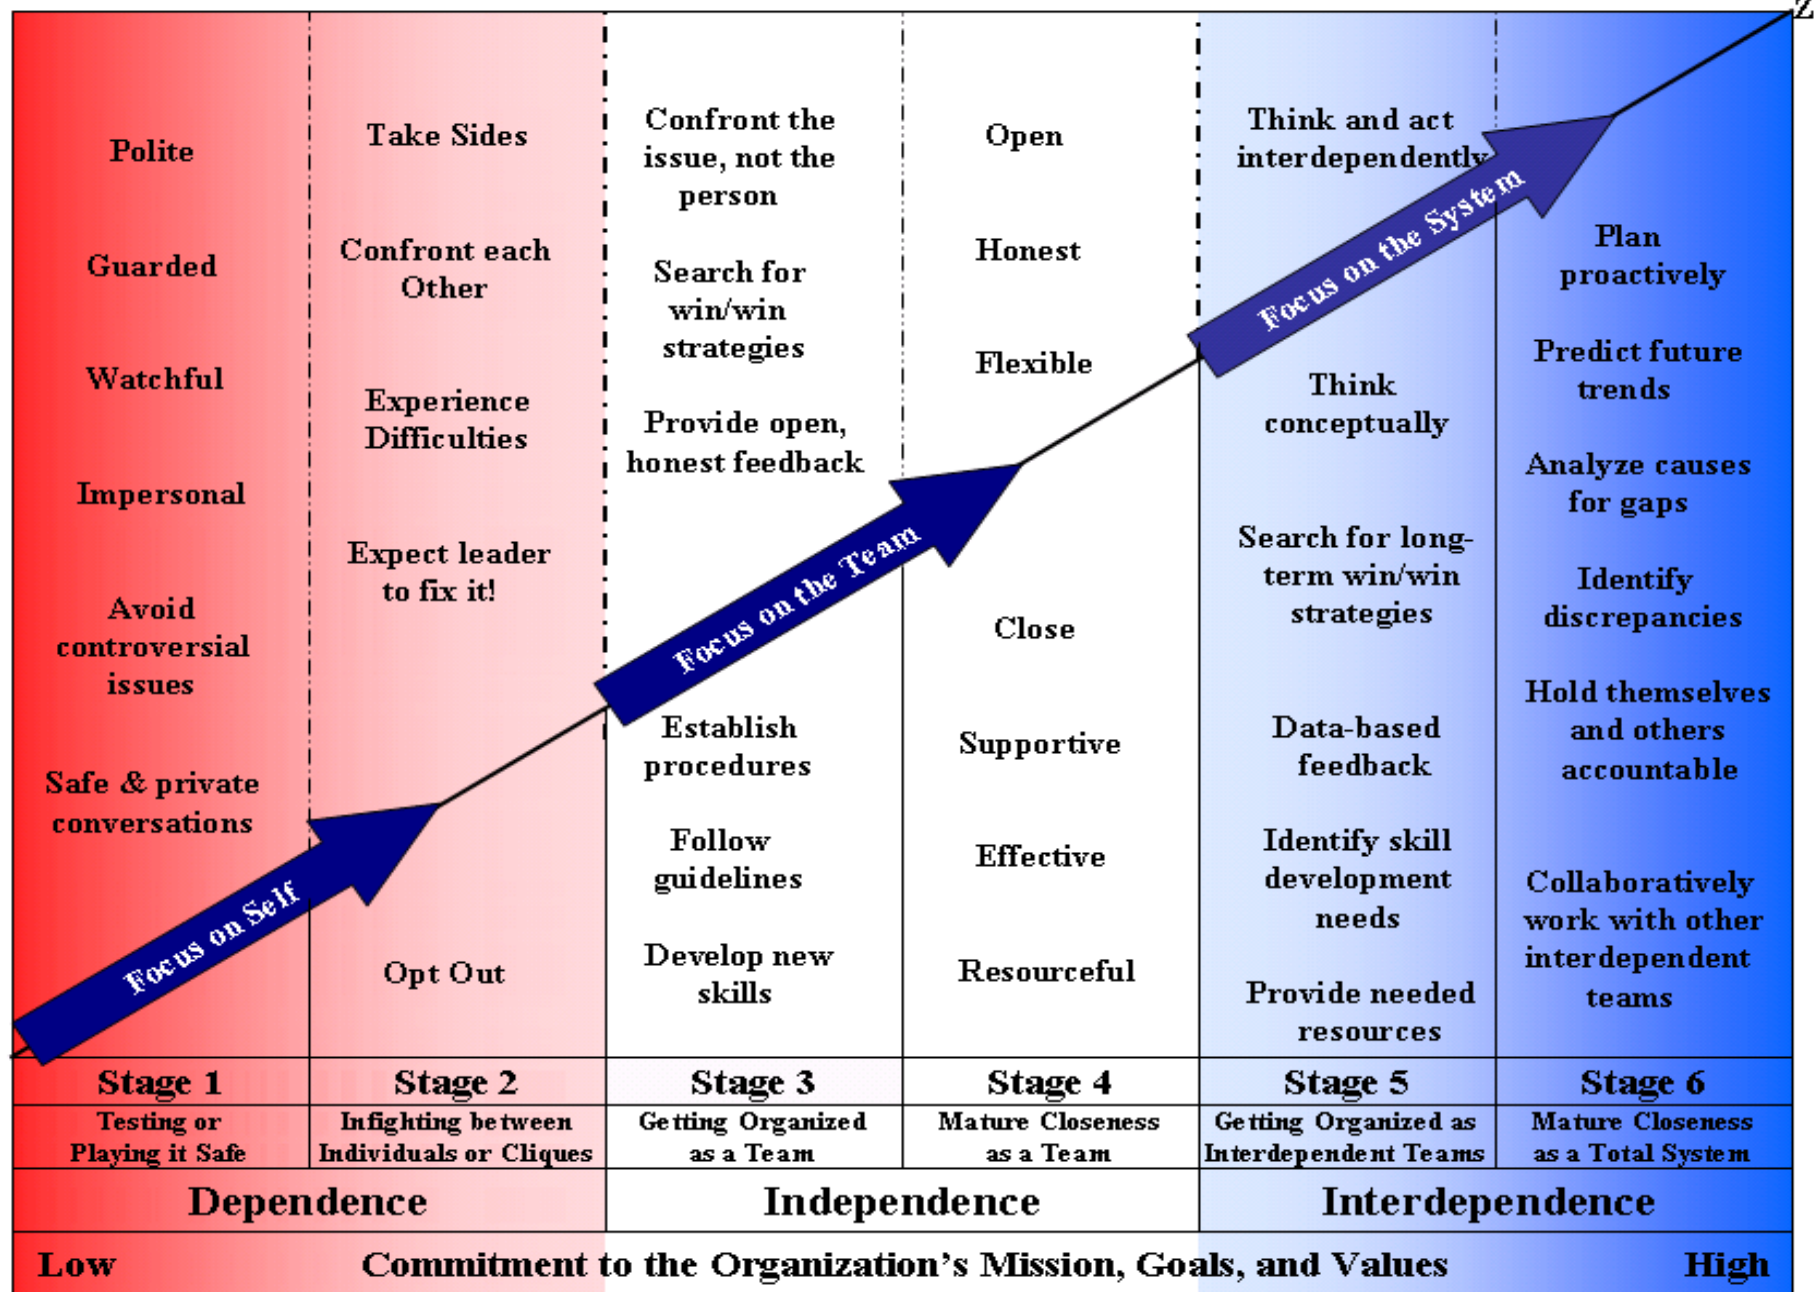 Z
Polite
Guarded
Watchful
Impersonal
Avoid
controversial
issues
Safe & private
conversations
Take Sides
Confront each
Other
Experience
Difficulties
Expect leader
to fix it!
Opt Out
Confront the
issue, not the
person
Search for
win/win
strategies
Provide open,
honest feedback
Establish
procedures
Follow
guidelines
Develop new
skills
Open
Honest
Flexible
Close
Supportive
Effective
Resourceful
Think and act
interdependently
Think
conceptually
Search for long-
term win/win
strategies
Data-based
feedback
Identify skill
development
needs
Provide needed
resources
Plan
proactively
Predict future
trends
Analyze causes
for gaps
Identify
discrepancies
Hold themselves
and others
accountable
Collaboratively
work with other
interdependent
teams
Focus on Self
Focus on the Team
Focus on the System
Stage 1
Stage 2
Stage 3
Stage 4
Stage 5
Stage 6
Testing or
Playing it Safe
Infighting between
Individuals or Cliques
Getting Organized
as a Team
Mature Closeness
as a Team
Getting Organized as
Interdependent Teams
Mature Closeness
as a Total System
Dependence
Independence
Interdependence
Low
Commitment to the Organization's Mission, Goals, and Values
High